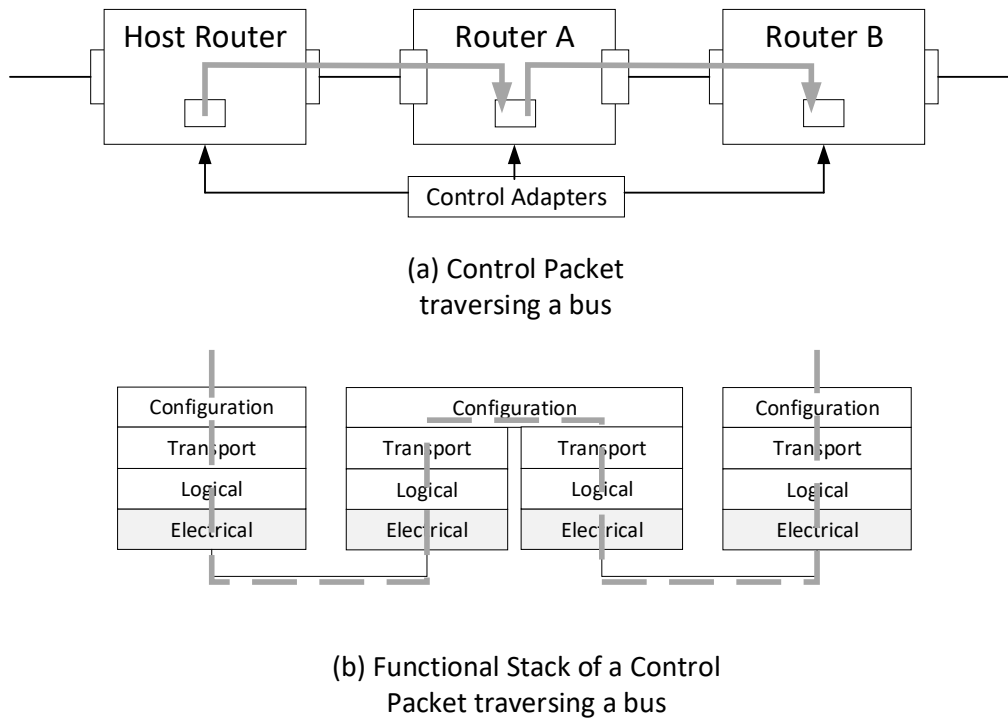 Host Router
Router A
Router B
Control Adapters
(a) Control Packet
traversing a bus
Configuration
Configuration
Configuration
Transport
Transport
Transport
Transport
Logical
Logical
Logical
Logical
Electrical
Electrical
Electrical
Electrical
(b) Functional Stack of a Control
Packet traversing a bus